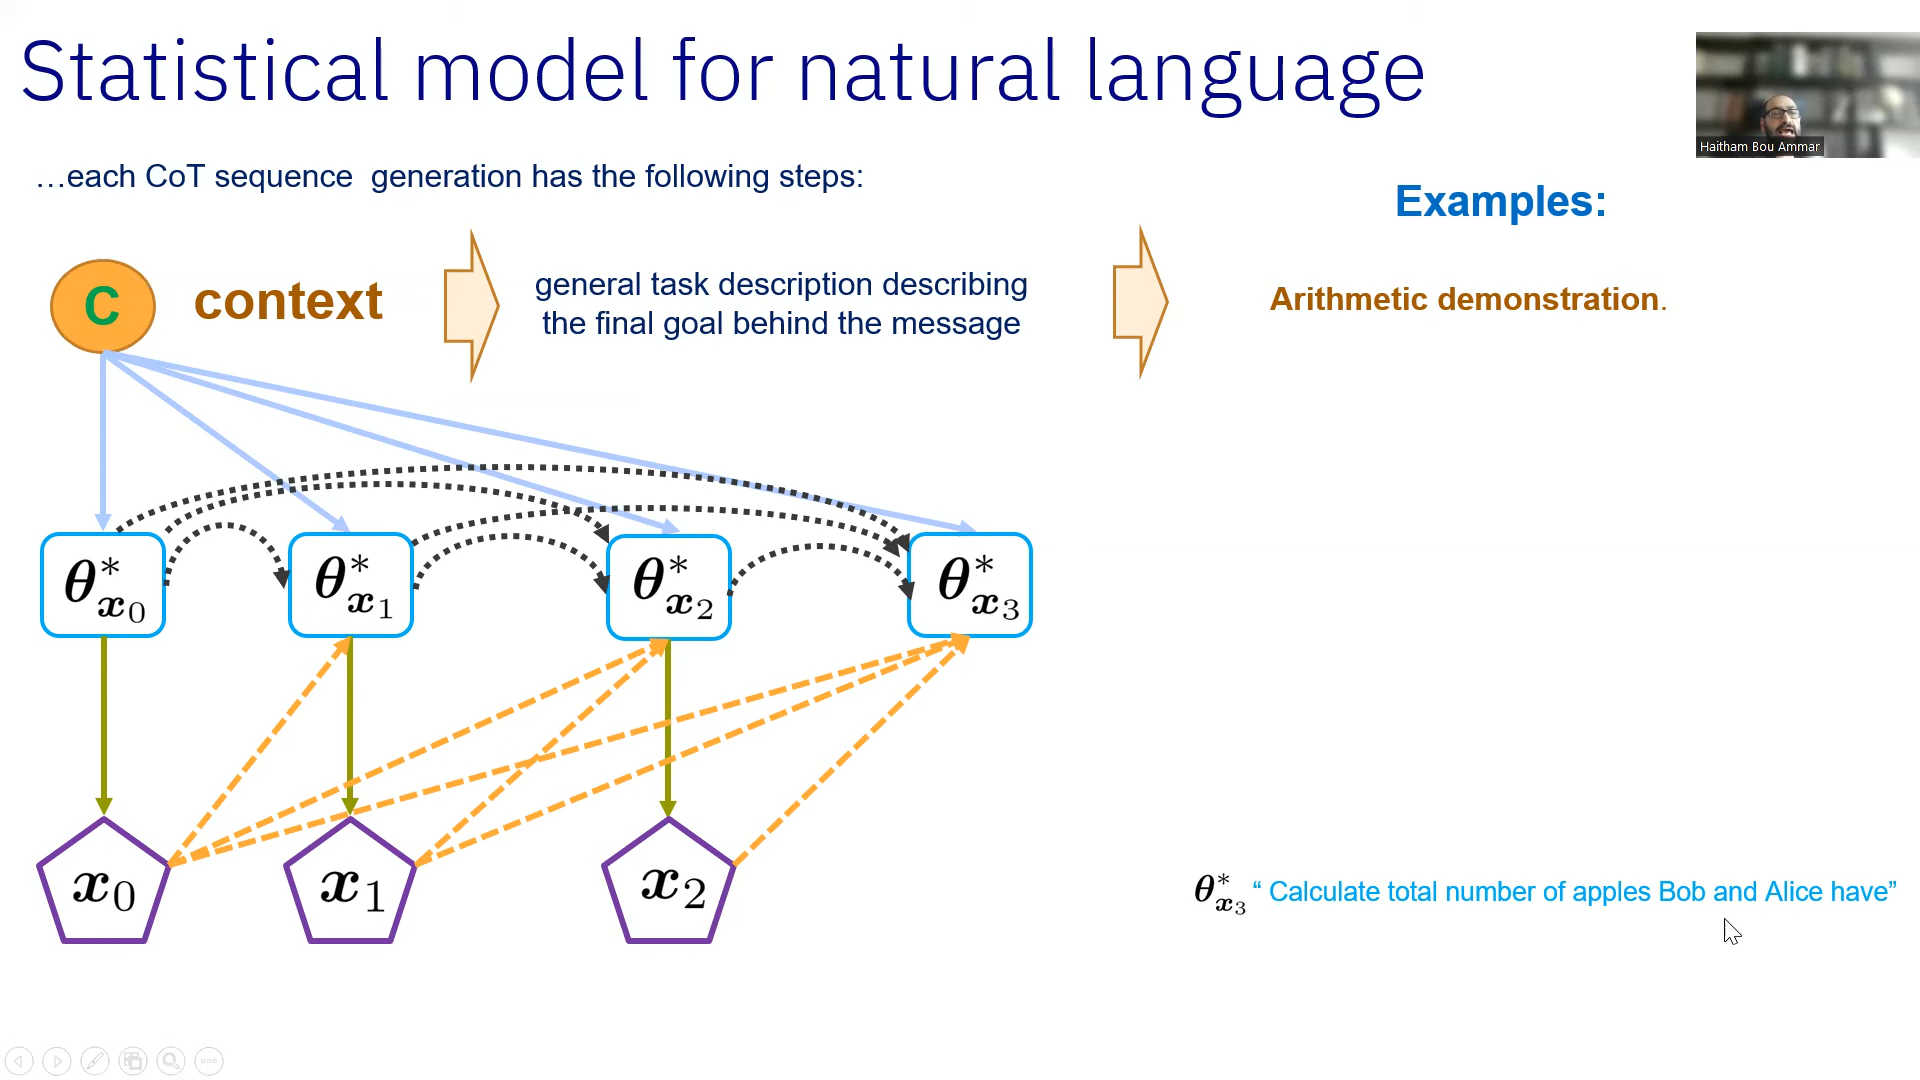 Statistical model for natural language
Haitham Bou Ammar
…each CoT sequence  generation has the following steps:
Examples:
C
context
general task description describing
the final goal behind the message
Arithmetic demonstration.
θ*x₀ θ*x₁ θ*x₂ θ*x₃
x₀ x₁ x₂
θ*x₃ “ Calculate total number of apples Bob and Alice have”